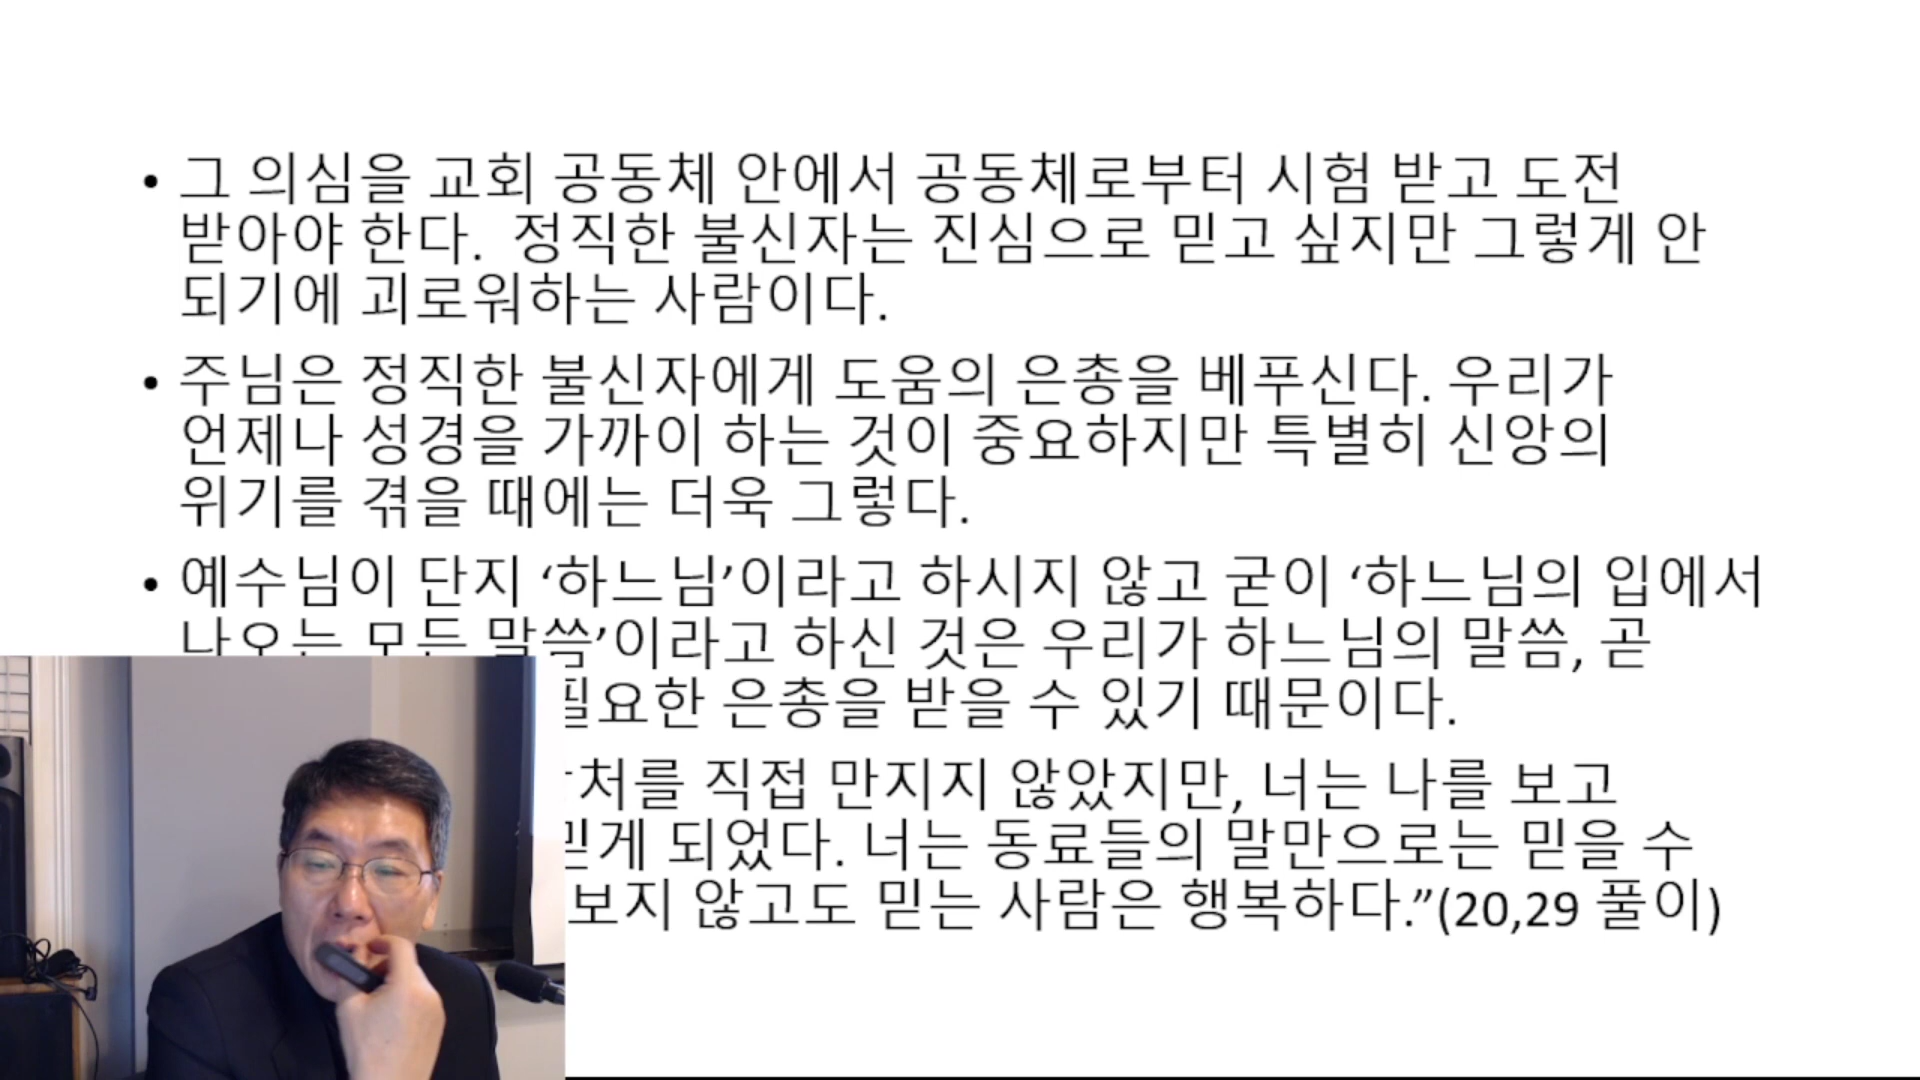 • 그 의심을 교회 공동체 안에서 공동체로부터 시험 받고 도전
받아야 한다. 정직한 불신자는 진심으로 믿고 싶지만 그렇게 안
되기에 괴로워하는 사람이다.
• 주님은 정직한 불신자에게 도움의 은총을 베푸신다. 우리가
언제나 성경을 가까이 하는 것이 중요하지만 특별히 신앙의
위기를 겪을 때에는 더욱 그렇다.
• 예수님이 단지 ‘하느님’이라고 하시지 않고 굳이 ‘하느님의 입에서
나오는 모든 말씀’이라고 하신 것은 우리가 하느님의 말씀, 곧
필요한 은총을 받을 수 있기 때문이다.
직접 만지지 않았지만, 너는 나를 보고
믿게 되었다. 너는 동료들의 말만으로는 믿을 수
보지 않고도 믿는 사람은 행복하다.”(20,29 풀이)